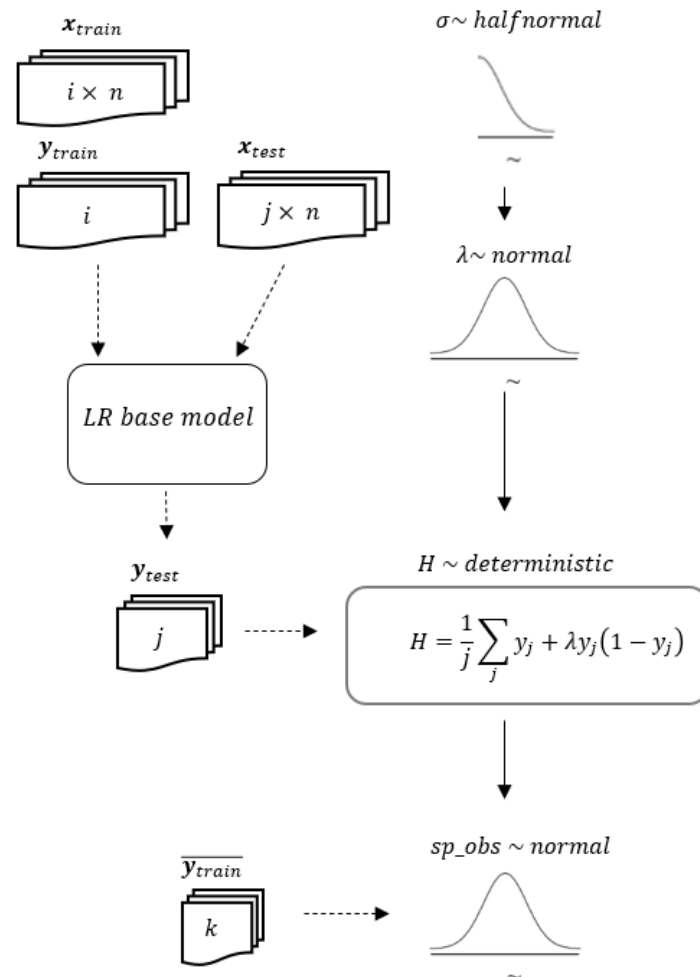 x_train
i × n
y_train
i
x_test
j × n
LR base model
y_test
j
y_train
k
σ~ halfnormal
~
λ~ normal
~
H ~ deterministic
H = 1/j ∑_j y_j + λy_j(1 − y_j)
sp_obs ~ normal
~